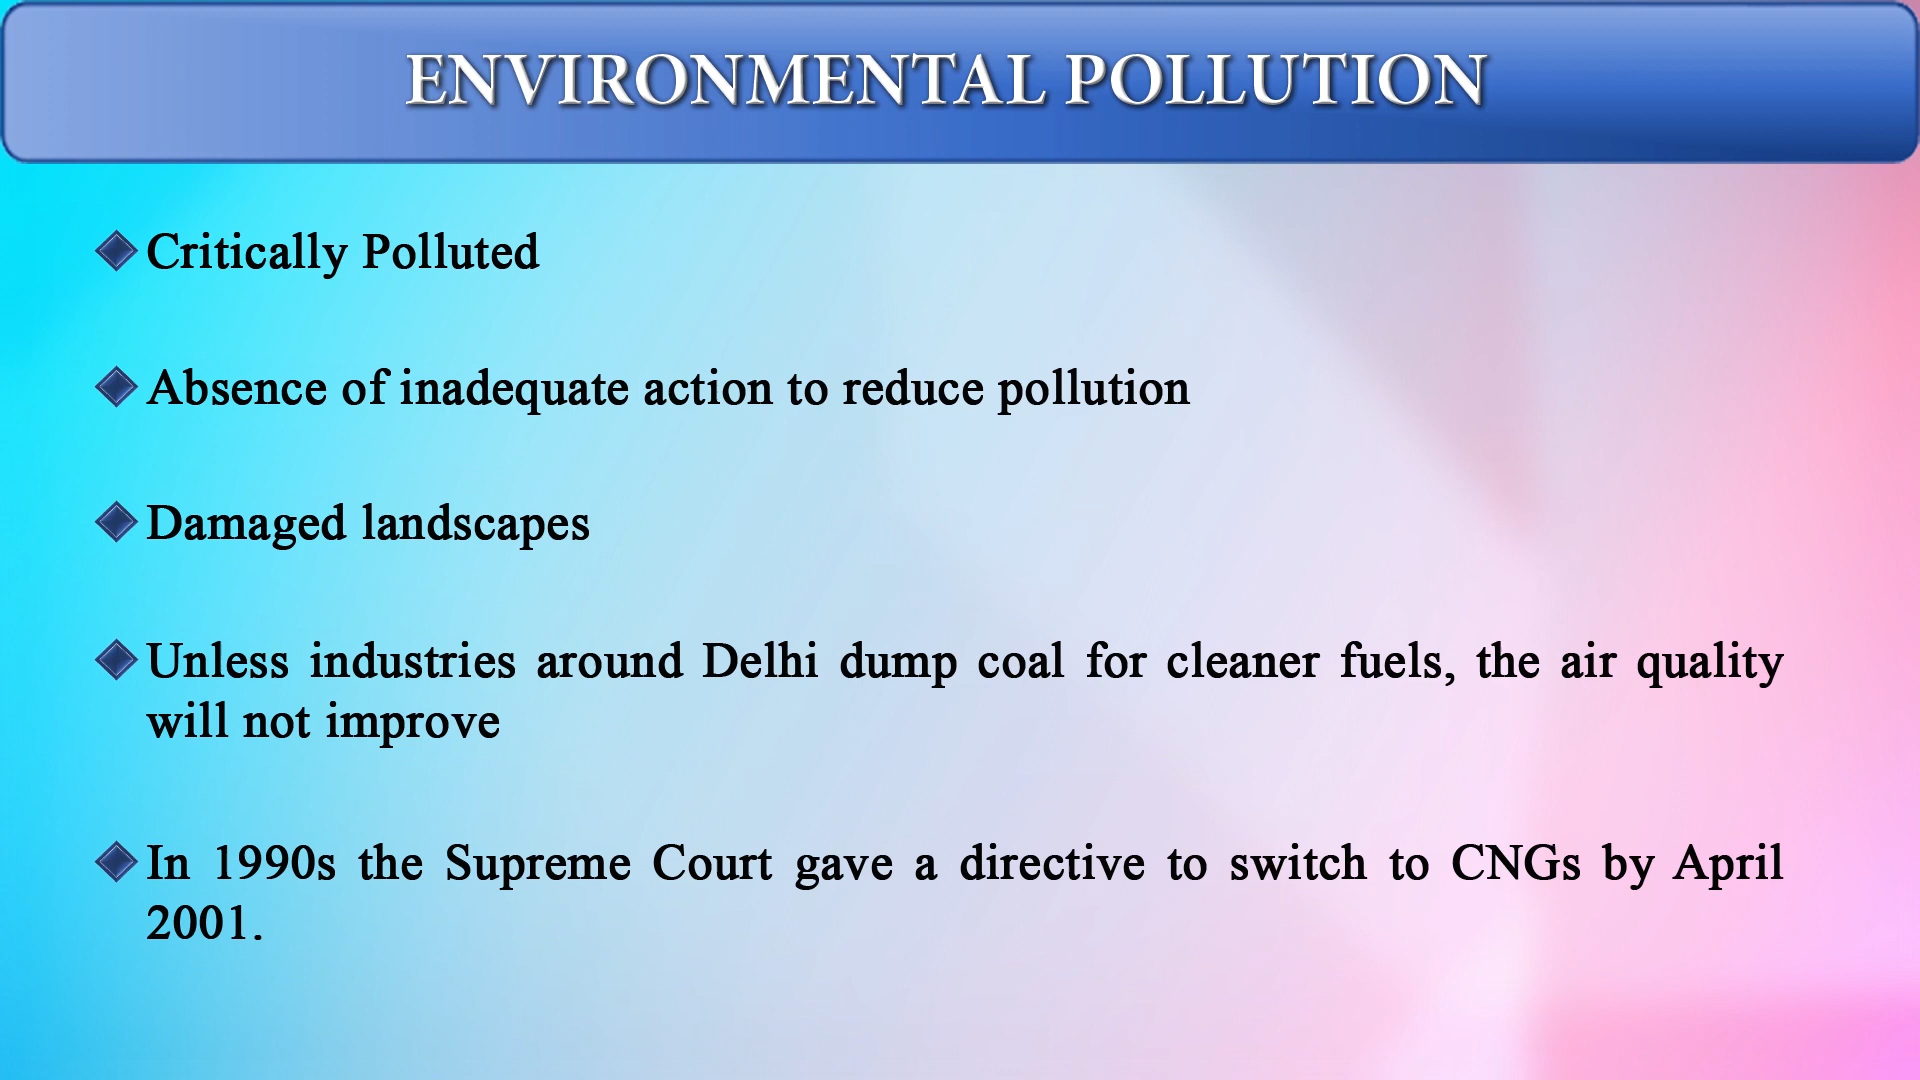 ENVIRONMENTAL POLLUTION
Critically Polluted
Absence of inadequate action to reduce pollution
Damaged landscapes
Unless industries around Delhi dump coal for cleaner fuels, the air quality
will not improve
In 1990s the Supreme Court gave a directive to switch to CNGs by April
2001.